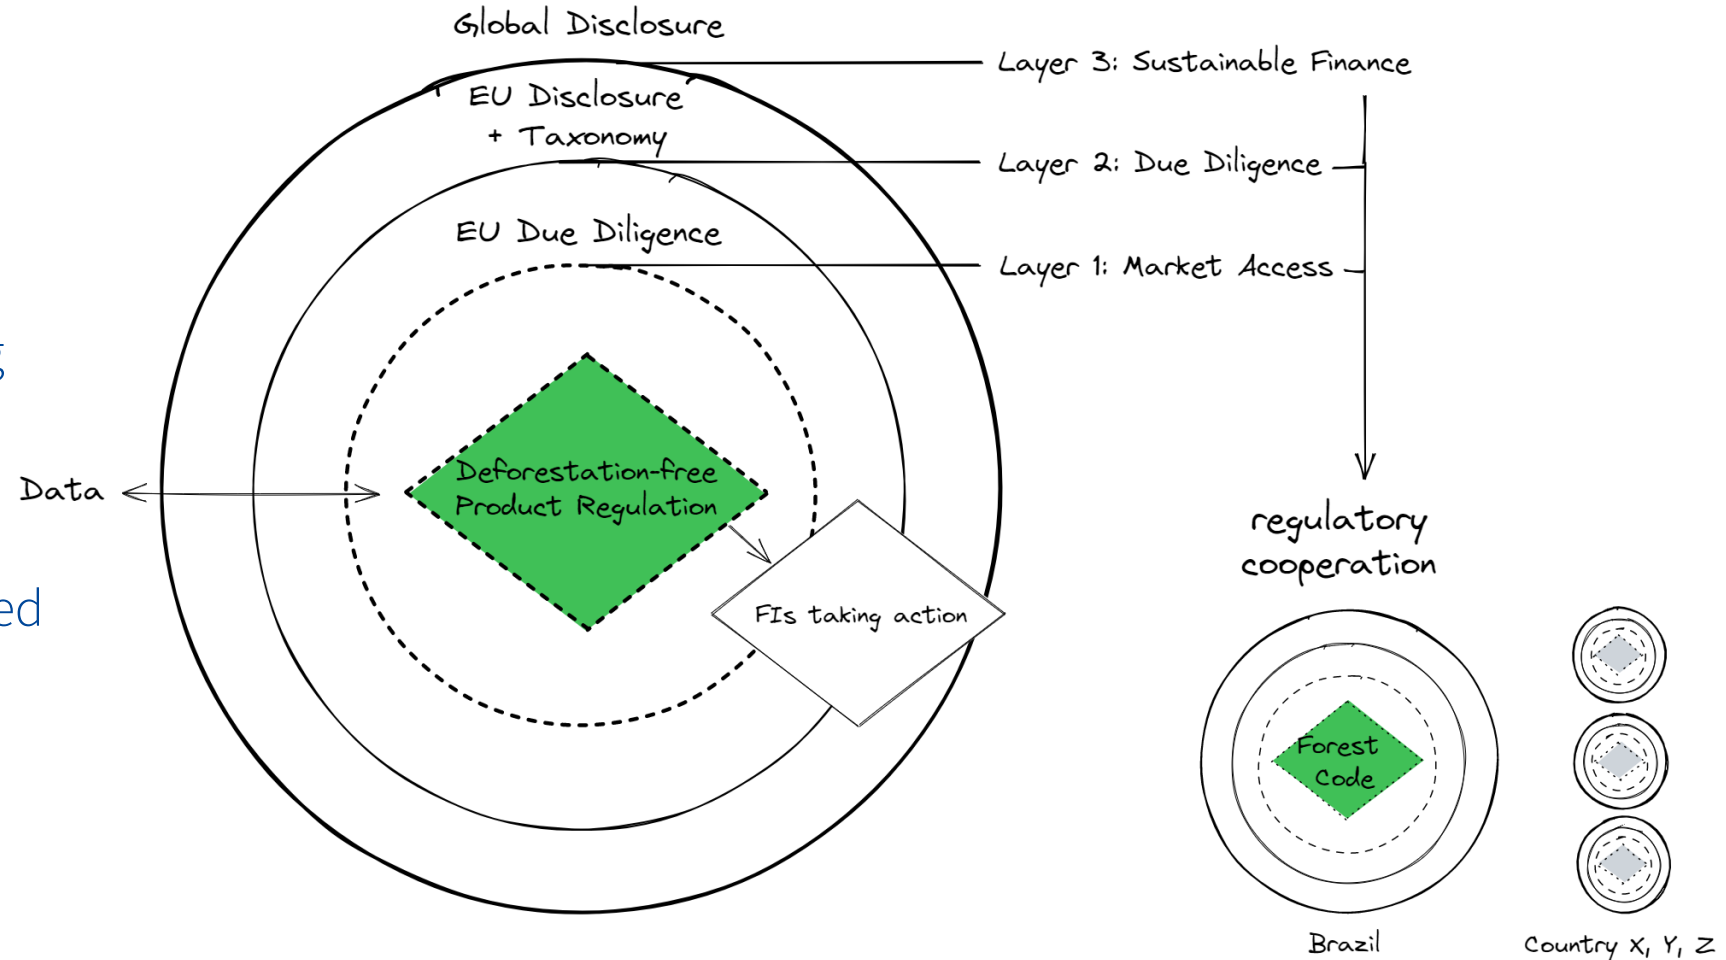 Global Disclosure
Layer 3: Sustainable Finance
EU Disclosure
+ Taxonomy
Layer 2: Due Diligence
EU Due Diligence
Layer 1: Market Access
g
Data
Deforestation-free
Product Regulation
regulatory
cooperation
ed
FIs taking action
Forest
Code
Brazil
Country X, Y, Z